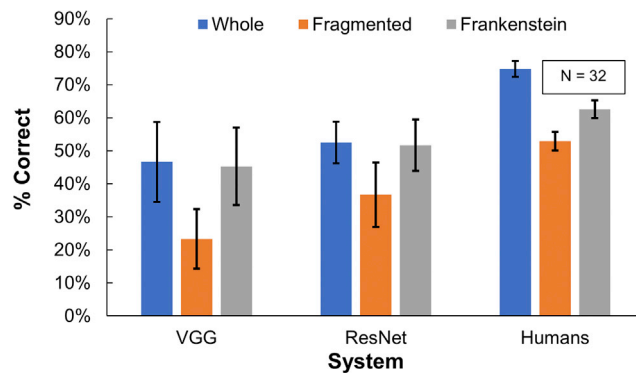 90%
Whole Fragmented Frankenstein
80%
N = 32
70%
60%
50%
40%
30%
20%
10%
0%
% Correct
VGG ResNet Humans
System